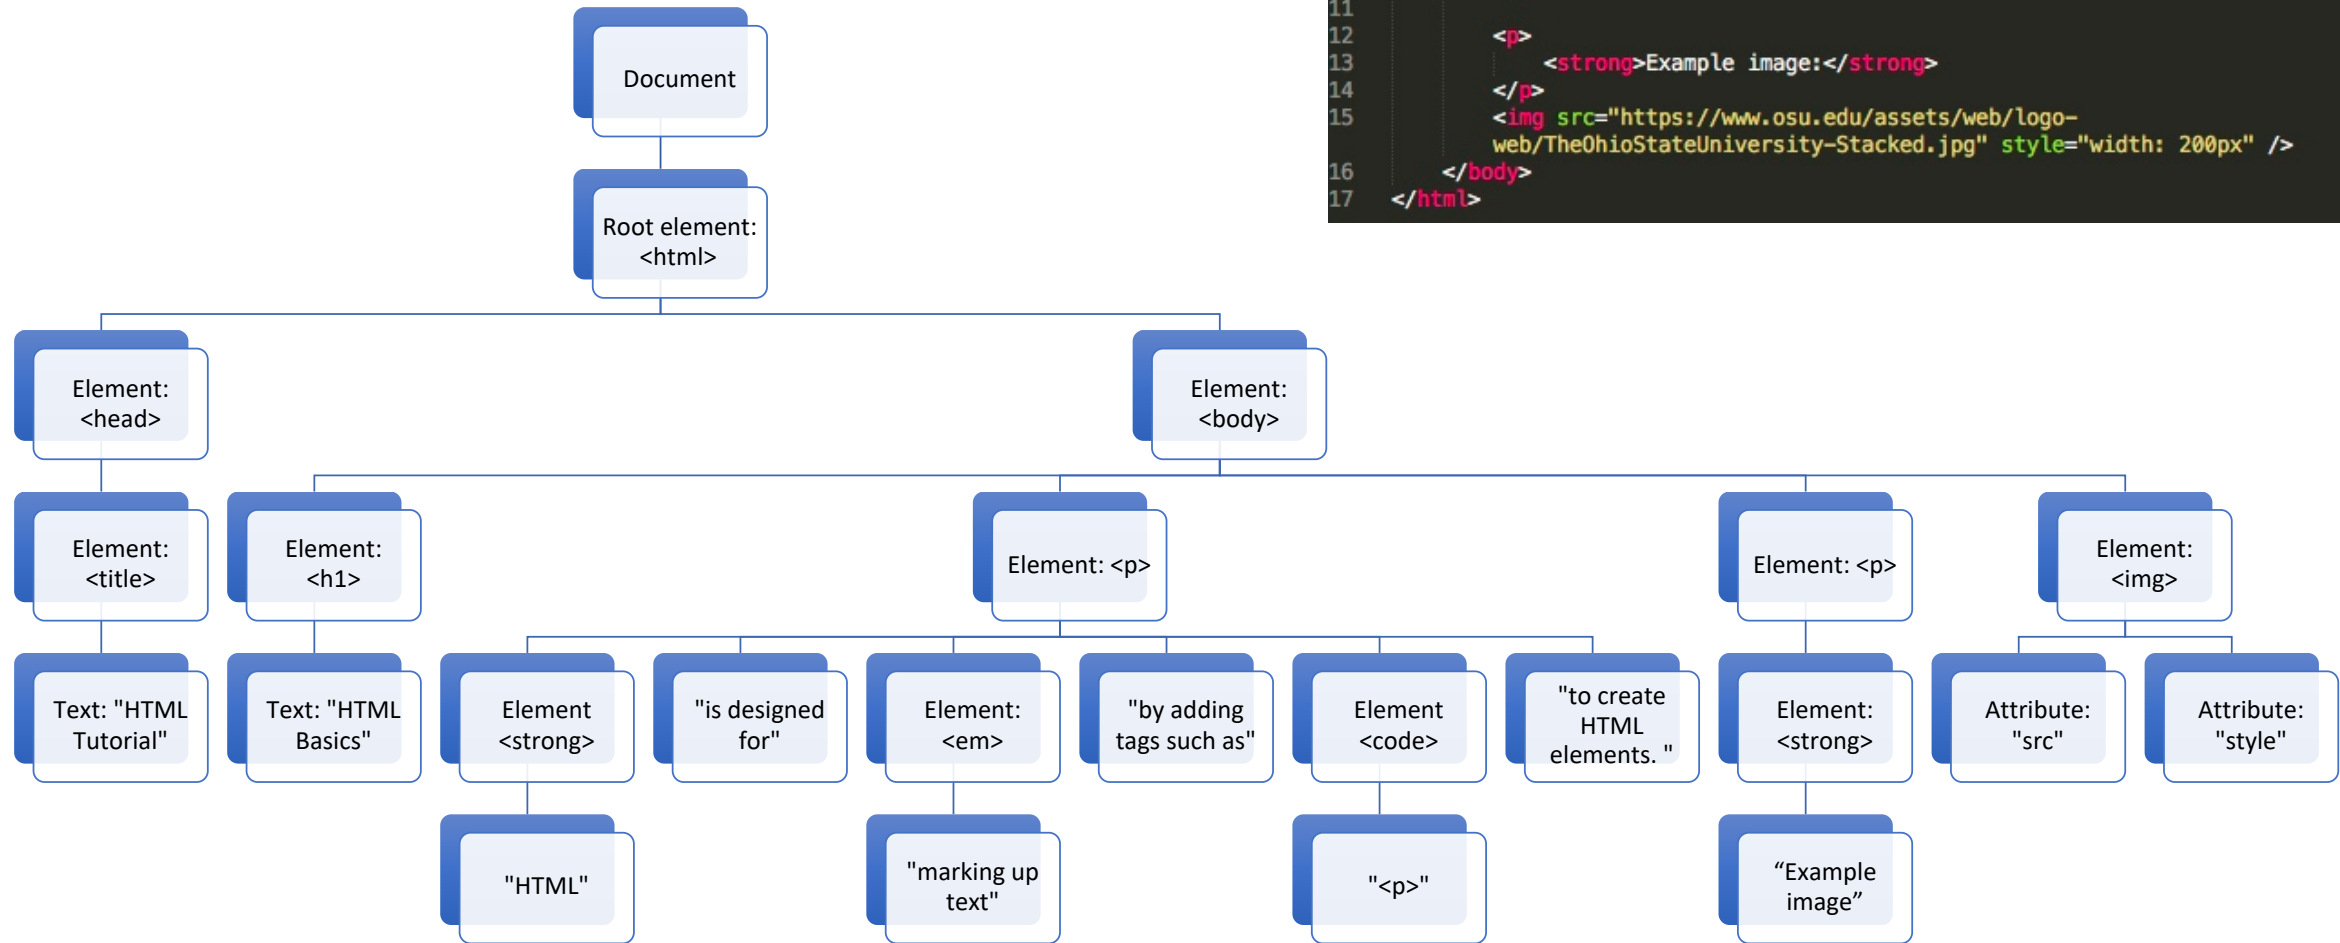 Document
11
12 <p>
13 <strong>Example image:</strong>
14 </p>
15 <img src="https://www.osu.edu/assets/web/logo-
web/TheOhioStateUniversity-Stacked.jpg" style="width: 200px" />
16 </body>
17 </html>
Root element:
<html>
Element:
<head>
Element:
<body>
Element:
<title>
Element:
<h1>
Element: <p>
Element: <p>
Element:
<img>
Text: "HTML
Tutorial"
Text: "HTML
Basics"
Element
<strong>
"is designed
for"
Element:
<em>
"by adding
tags such as"
Element
<code>
"to create
HTML
elements. "
Element:
<strong>
Attribute:
"src"
Attribute:
"style"
"HTML"
"marking up
text"
"<p>"
“Example
image”